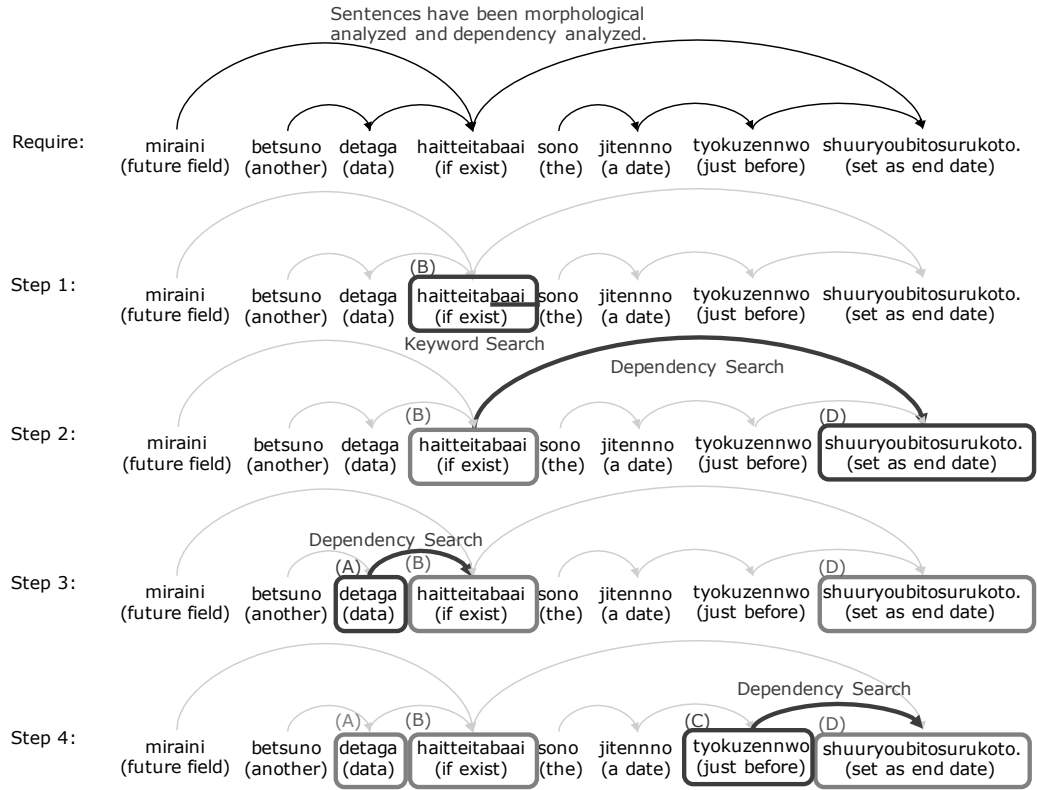 Sentences have been morphological
analyzed and dependency analyzed.
Require:
miraini betsuno detaga haitteitabaai sono jitennno tyokuzennwo shuuryoubitosurukoto.
(future field) (another) (data) (if exist) (the) (a date) (just before) (set as end date)
(B)
Step 1:
miraini betsuno detaga haitteitabaai sono jitennno tyokuzennwo shuuryoubitosurukoto.
(future field) (another) (data) (if exist) (the) (a date) (just before) (set as end date)
Keyword Search
Dependency Search
(B) (D)
Step 2:
miraini betsuno detaga haitteitabaai sono jitennno tyokuzennwo shuuryoubitosurukoto.
(future field) (another) (data) (if exist) (the) (a date) (just before) (set as end date)
Dependency Search
(A) (B) (D)
Step 3:
miraini betsuno detaga haitteitabaai sono jitennno tyokuzennwo shuuryoubitosurukoto.
(future field) (another) (data) (if exist) (the) (a date) (just before) (set as end date)
Dependency Search
(A) (B) (C) (D)
Step 4:
miraini betsuno detaga haitteitabaai sono jitennno tyokuzennwo shuuryoubitosurukoto.
(future field) (another) (data) (if exist) (the) (a date) (just before) (set as end date)